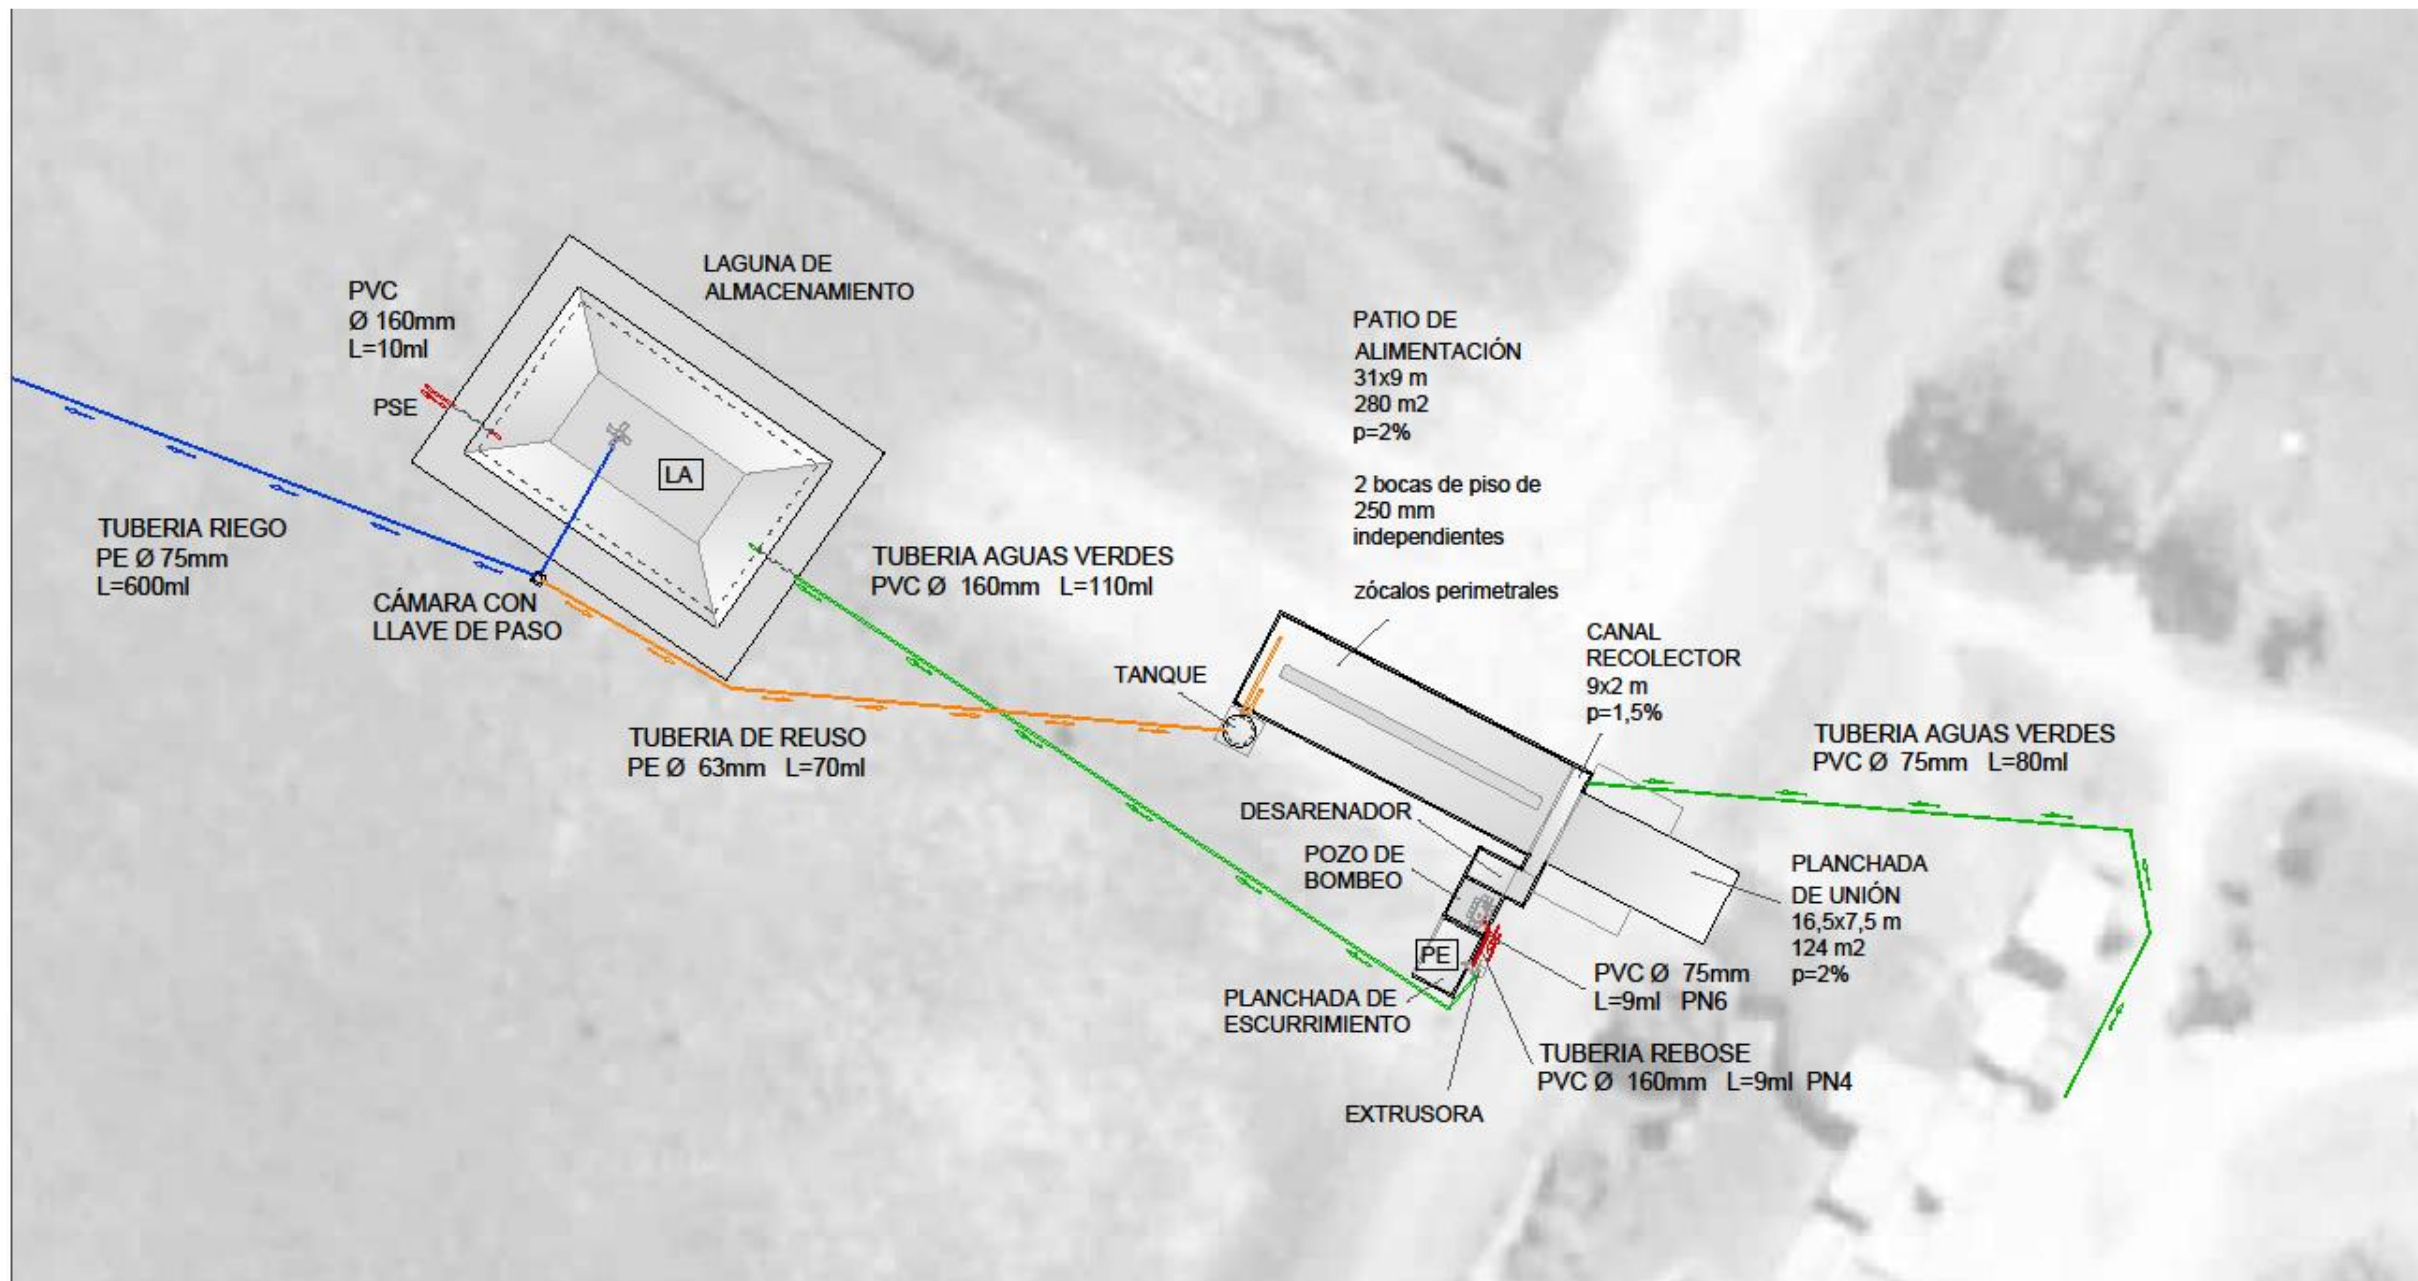 LAGUNA DE
ALMACENAMIENTO
PVC
Ø 160mm
L=10ml
PSE
LA
TUBERIA RIEGO
PE Ø 75mm
L=600ml
CÁMARA CON
LLAVE DE PASO
TUBERIA AGUAS VERDES
PVC Ø 160mm L=110ml
TUBERIA DE REUSO
PE Ø 63mm L=70ml
PATIO DE
ALIMENTACIÓN
31x9 m
280 m2
p=2%
2 bocas de piso de
250 mm
independientes
zócalos perimetrales
TANQUE
CANAL
RECOLECTOR
9x2 m
p=1,5%
TUBERIA AGUAS VERDES
PVC Ø 75mm L=80ml
DESARENADOR
POZO DE
BOMBEO
PLANCHADA
DE UNIÓN
16,5x7,5 m
124 m2
p=2%
PE
PVC Ø 75mm
L=9ml PN6
PLANCHADA DE
ESCURRIMIENTO
TUBERIA REBOSE
PVC Ø 160mm L=9ml PN4
EXTRUSORA